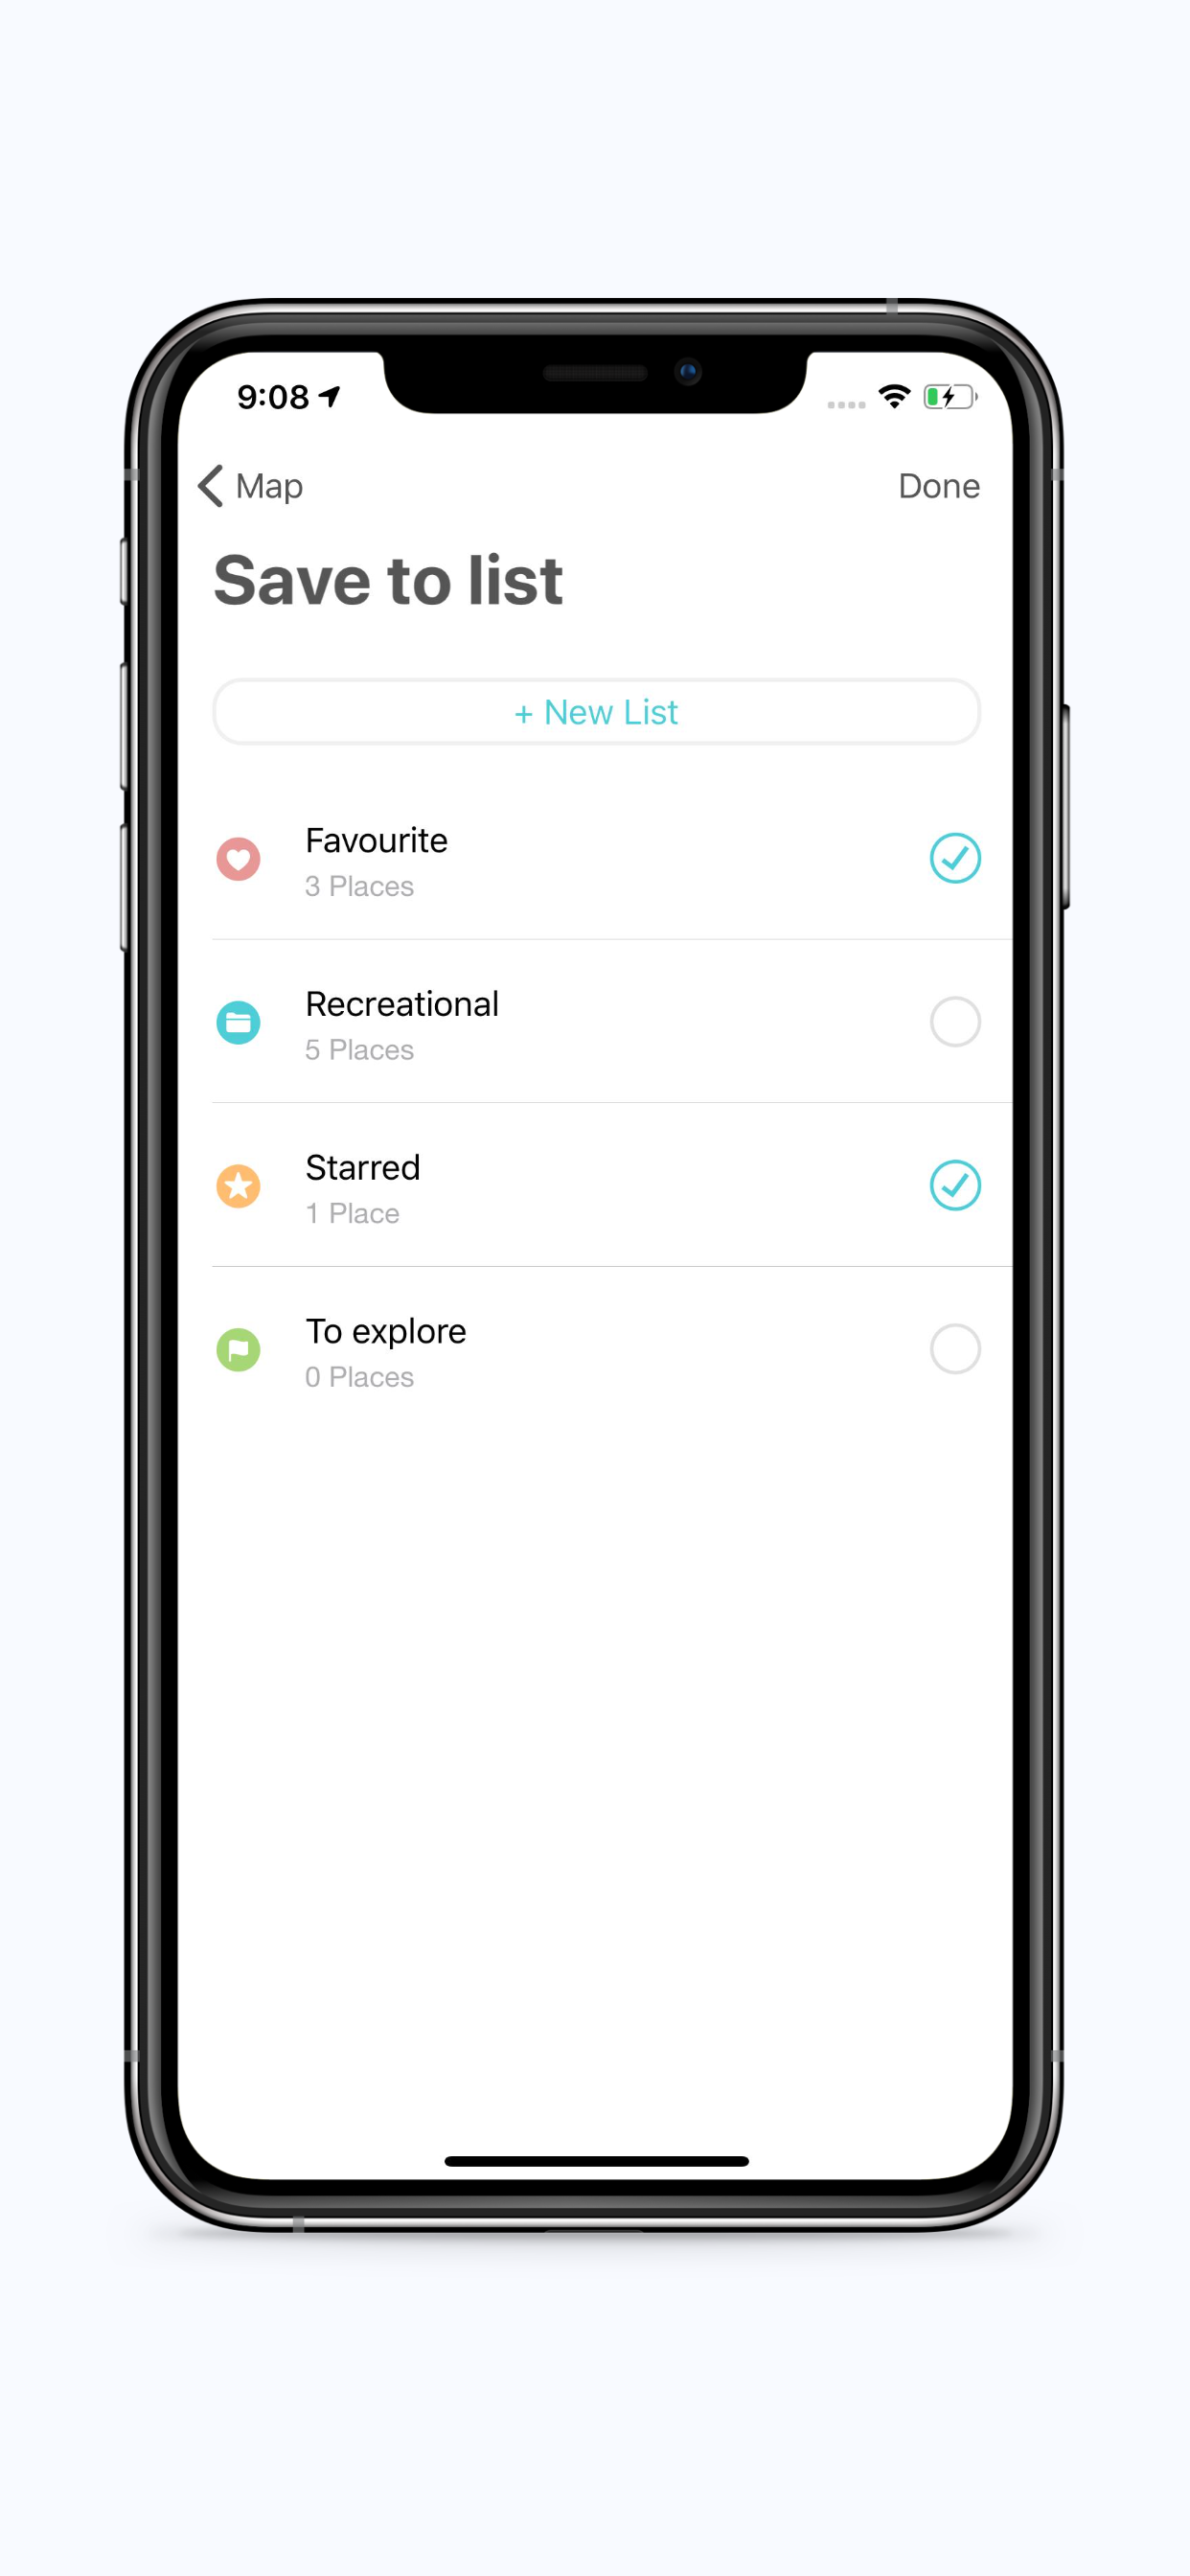 9:08
Map
Done
Save to list
+ New List
Favourite
3 Places
Recreational
5 Places
Starred
1 Place
To explore
0 Places